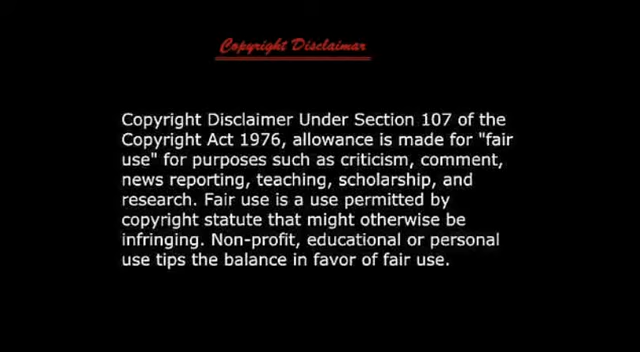 Copyright Disclaimar
Copyright Disclaimer Under Section 107 of the
Copyright Act 1976, allowance is made for "fair
use" for purposes such as criticism, comment,
news reporting, teaching, scholarship, and
research. Fair use is a use permitted by
copyright statute that might otherwise be
infringing. Non-profit, educational or personal
use tips the balance in favor of fair use.